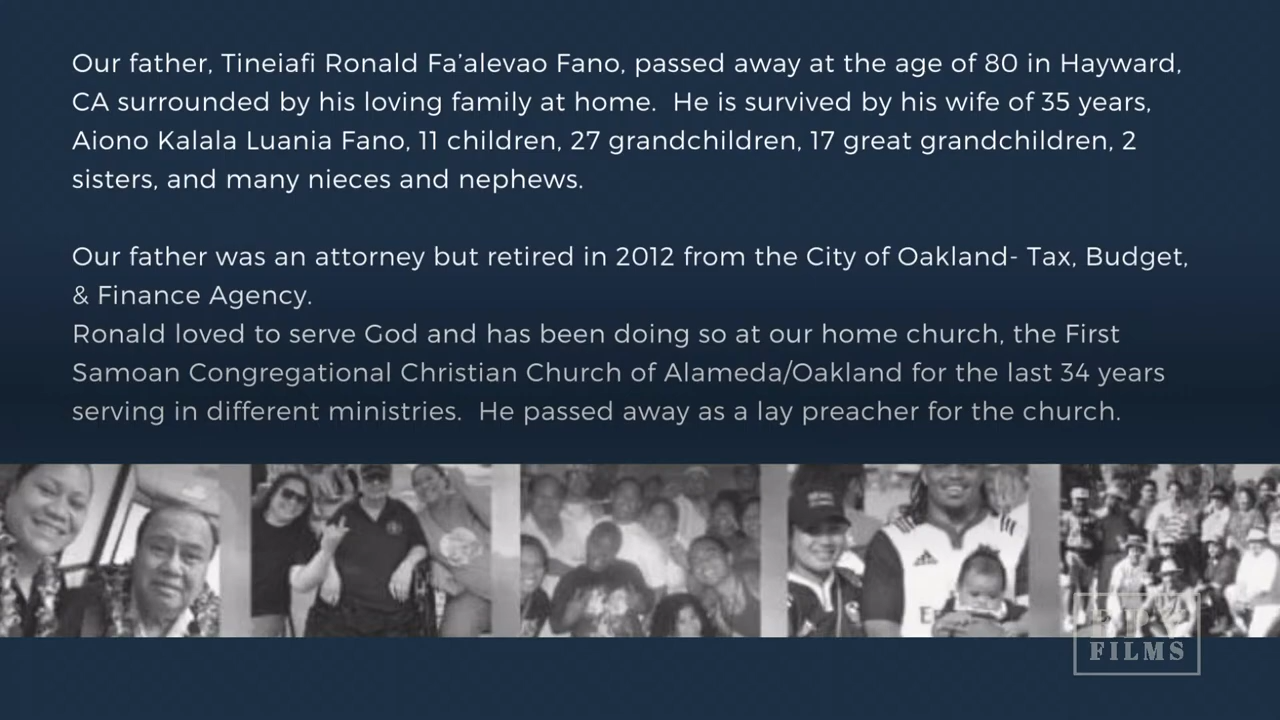 Our father, Tineiafi Ronald Fa’alevao Fano, passed away at the age of 80 in Hayward,
CA surrounded by his loving family at home.  He is survived by his wife of 35 years,
Aiono Kalala Luania Fano, 11 children, 27 grandchildren, 17 great grandchildren, 2
sisters, and many nieces and nephews.
Our father was an attorney but retired in 2012 from the City of Oakland- Tax, Budget,
& Finance Agency.
Ronald loved to serve God and has been doing so at our home church, the First
Samoan Congregational Christian Church of Alameda/Oakland for the last 34 years
serving in different ministries.  He passed away as a lay preacher for the church.
FILMS